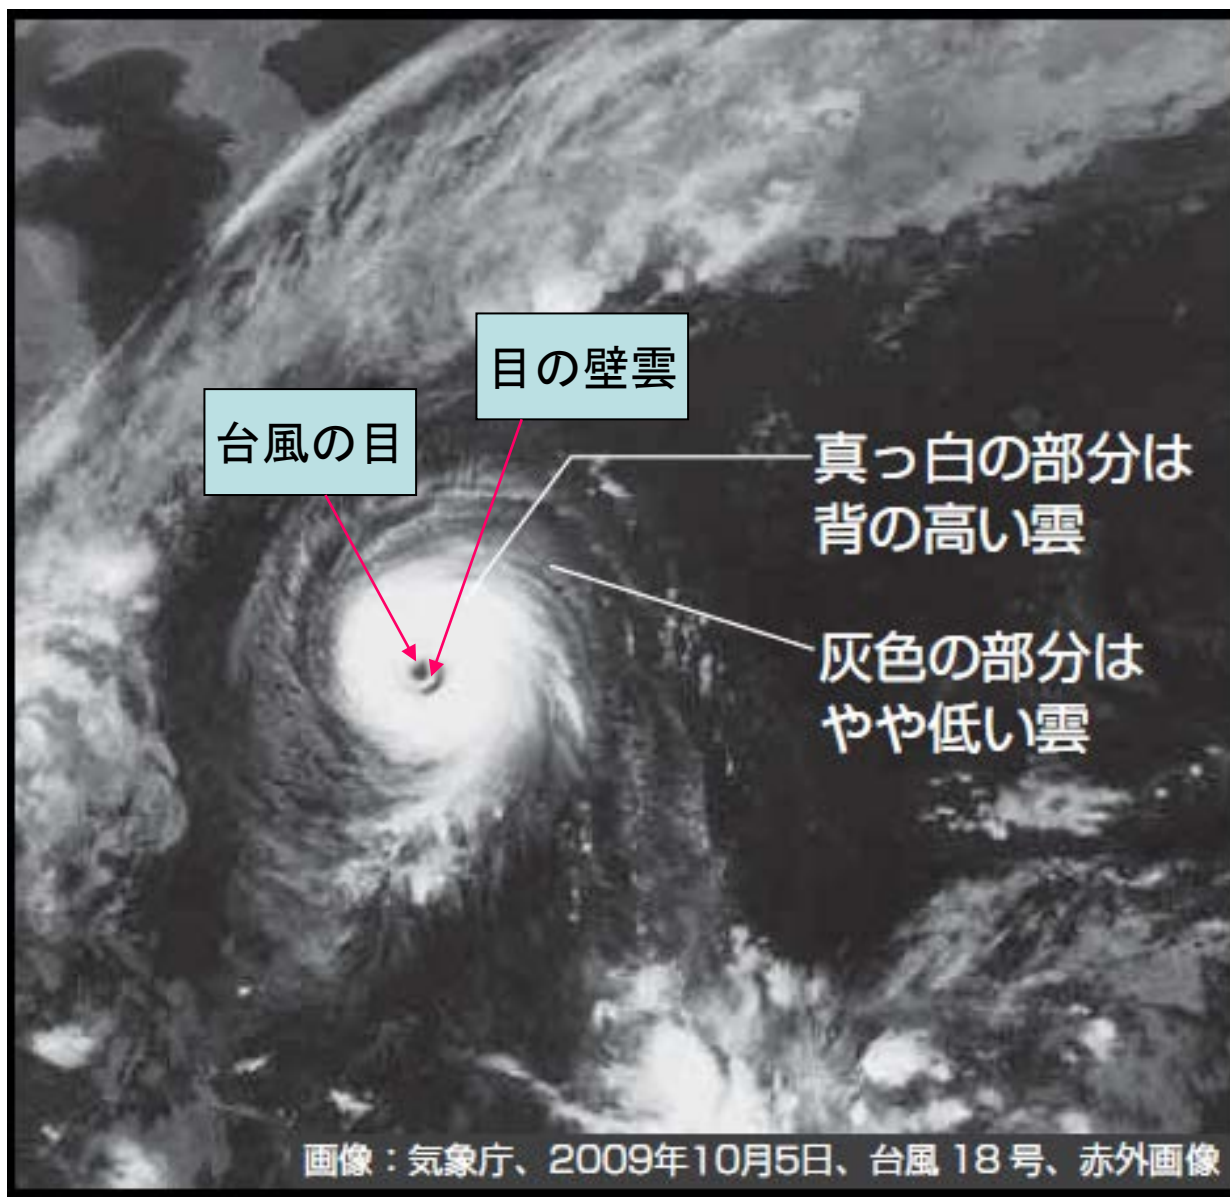 目の壁雲
台風の目
真っ白の部分は
背の高い雲
灰色の部分は
やや低い雲
画像：気象庁、2009年10月5日、台風 18 号、赤外画像